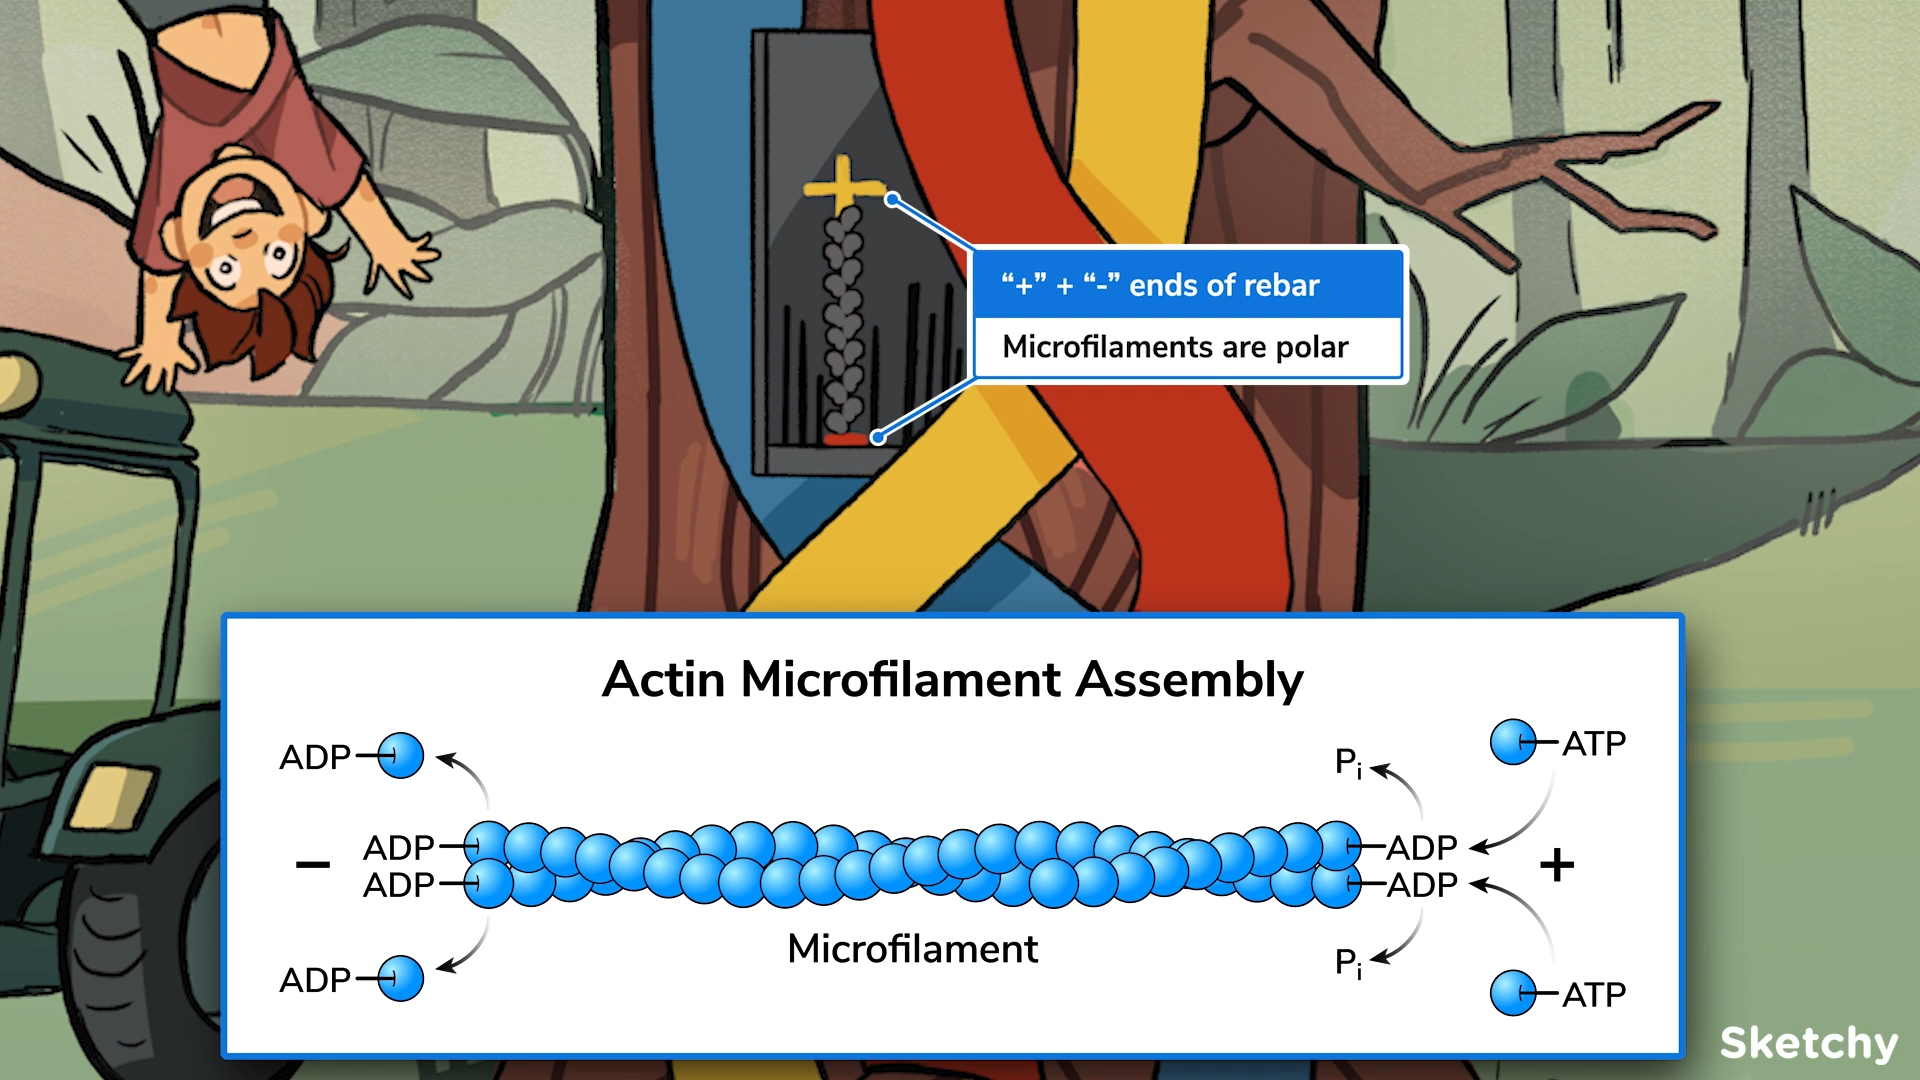 “+” + “-” ends of rebar
Microfilaments are polar
Actin Microfilament Assembly
ADP
Pi
ATP
ADP
ADP
ADP
ADP
−
+
Microfilament
ADP
Pi
ATP
Sketchy